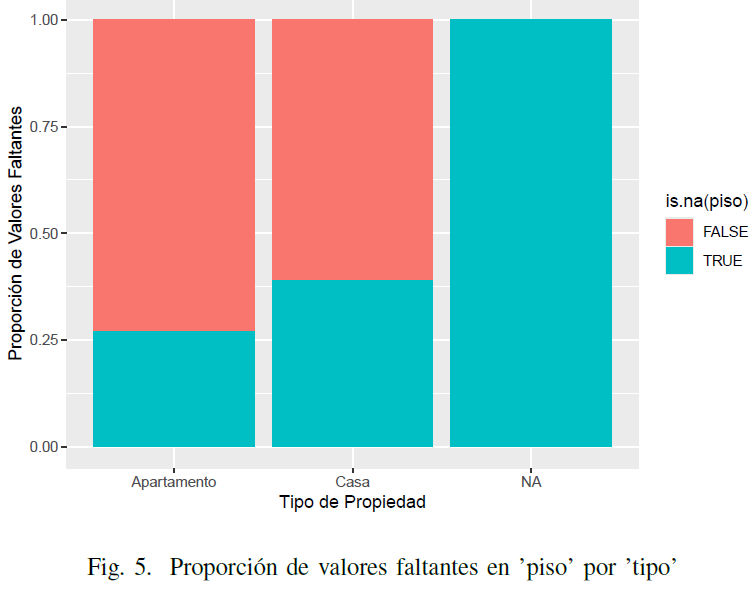 1.00
0.75
0.50
0.25
0.00
Proporción de Valores Faltantes
Apartamento
Casa
NA
Tipo de Propiedad
is.na(piso)
FALSE
TRUE
Fig. 5. Proporción de valores faltantes en ’piso’ por ’tipo’